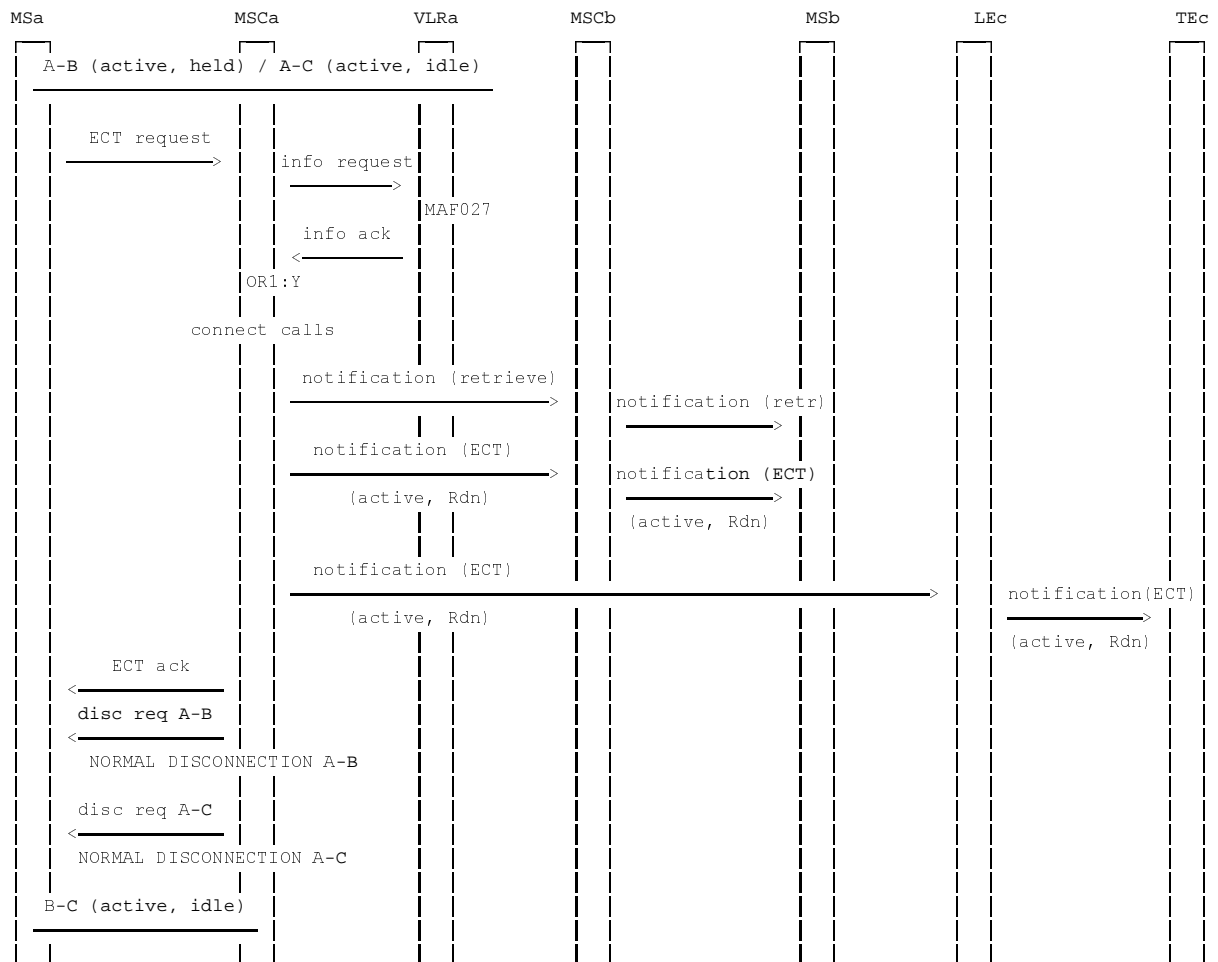 MSa MSCa VLRa MSCb MSb LEc TEc
A-B (active, held) / A-C (active, idle)
ECT request
info request
MAF027
info ack
OR1:Y
connect calls
notification (retrieve)
notification (retr)
notification (ECT)
notification (ECT)
(active, Rdn)
(active, Rdn)
notification (ECT)
notification(ECT)
(active, Rdn)
(active, Rdn)
ECT ack
disc req A-B
NORMAL DISCONNECTION A-B
disc req A-C
NORMAL DISCONNECTION A-C
B-C (active, idle)